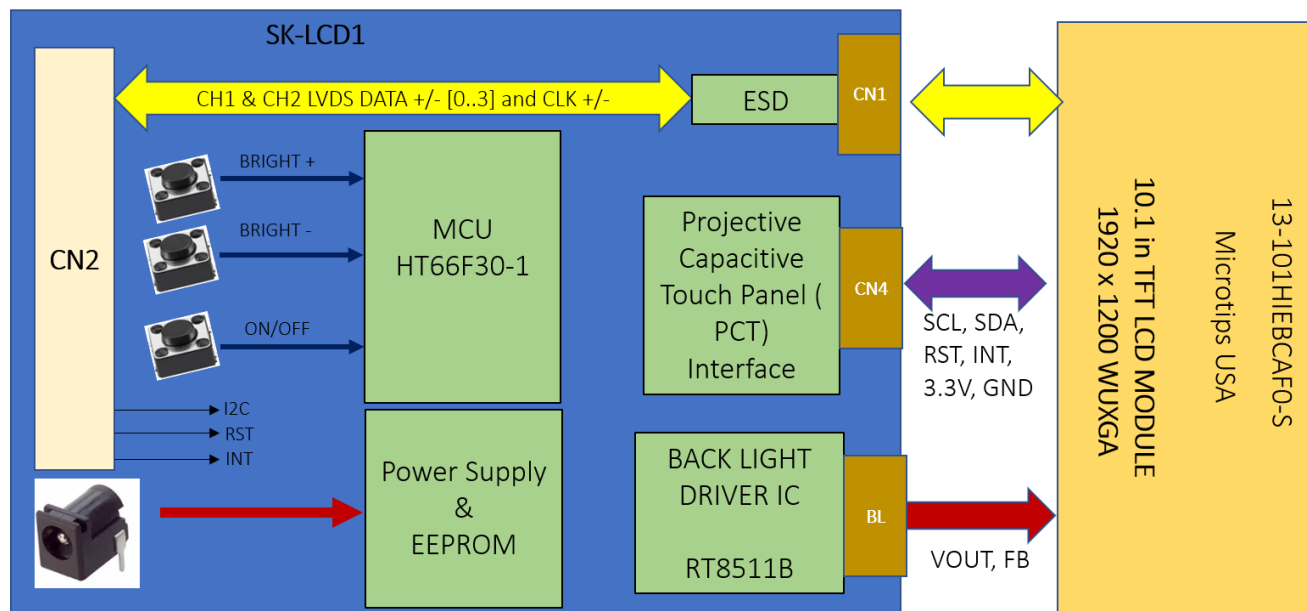 SK-LCD1
CN2
CH1 & CH2 LVDS DATA +/- [0..3] and CLK +/-
ESD
CN1
BRIGHT +
BRIGHT -
ON/OFF
MCU
HT66F30-1
Projective
Capacitive
Touch Panel (
PCT)
Interface
CN4
SCL, SDA,
RST, INT,
3.3V, GND
I2C
RST
INT
Power Supply
&
EEPROM
BACK LIGHT
DRIVER IC
RT8511B
BL
VOUT, FB
13-101HIEBCAF0-S
Microtips USA
10.1 in TFT LCD MODULE
1920 x 1200 WUXGA